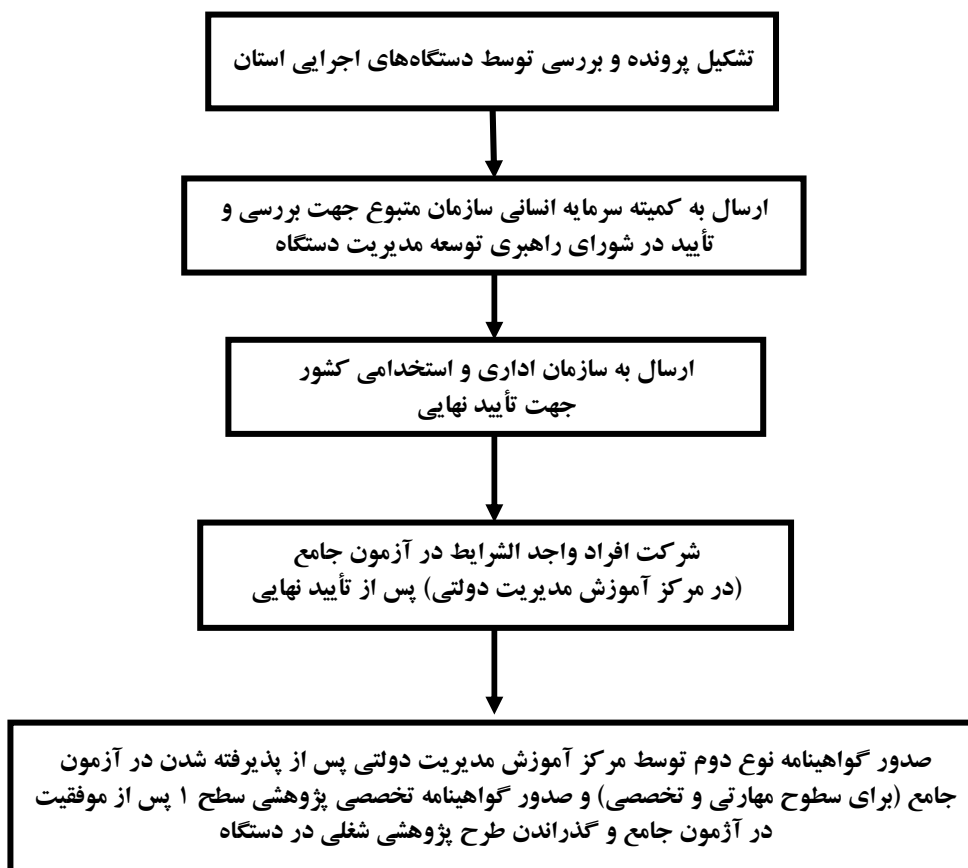 تشکیل پرونده و بررسی توسط دستگاه‌های اجرایی استان
ارسال به کمیته سرمایه انسانی سازمان متبوع جهت بررسی و
تأیید در شورای راهبری توسعه مدیریت دستگاه
ارسال به سازمان اداری و استخدامی کشور
جهت تأیید نهایی
شرکت افراد واجد الشرایط در آزمون جامع
(در مرکز آموزش مدیریت دولتی) پس از تأیید نهایی
صدور گواهینامه نوع دوم توسط مرکز آموزش مدیریت دولتی پس از پذیرفته شدن در آزمون
جامع (برای سطوح مهارتی و تخصصی) و صدور گواهینامه تخصصی پژوهشی سطح ۱ پس از موفقیت
در آژمون جامع و گذراندن طرح پژوهشی شغلی در دستگاه